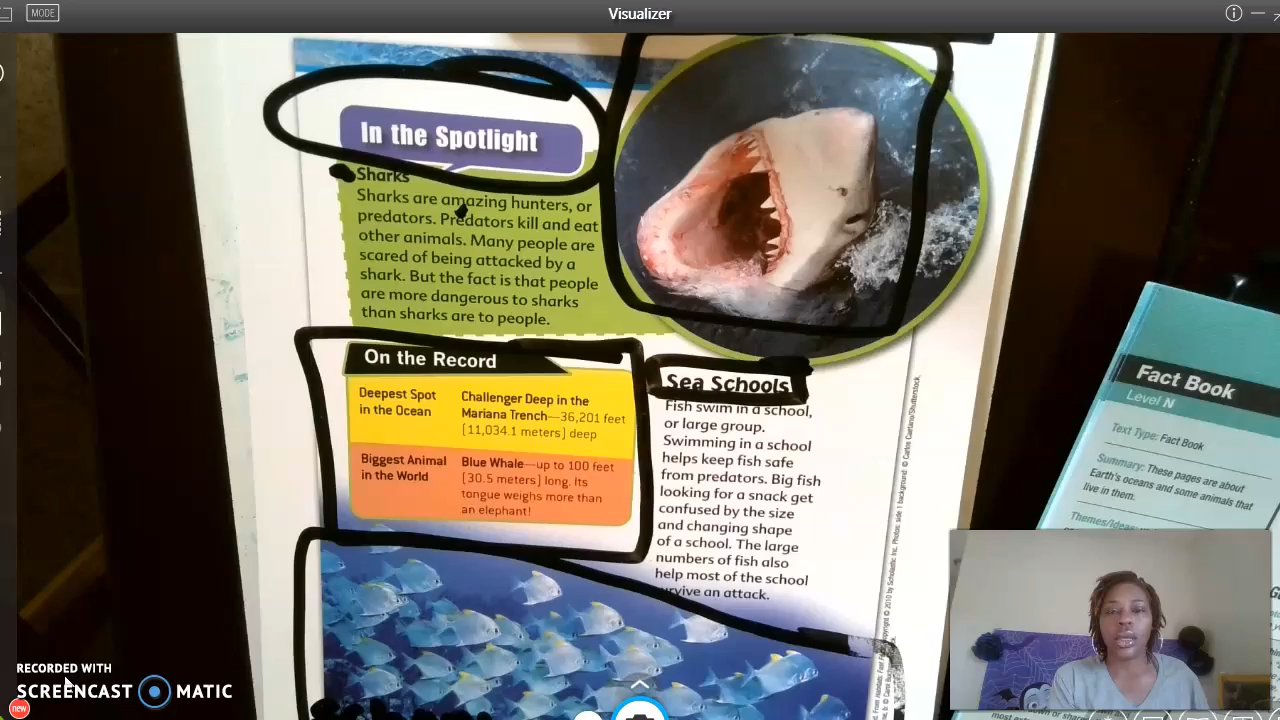 MODE
Visualizer
In the Spotlight
Sharks
Sharks are amazing hunters, or
predators. Predators kill and eat
other animals. Many people are
scared of being attacked by a
shark. But the fact is that people
are more dangerous to sharks
than sharks are to people.
On the Record
Deepest Spot
in the Ocean
Challenger Deep in the
Mariana Trench—36,201 feet
[11,034.1 meters] deep
Biggest Animal
in the World
Blue Whale—up to 100 feet
[30.5 meters] long. Its
tongue weighs more than
an elephant!
Sea Schools
Fish swim in a school,
or large group.
Swimming in a school
helps keep fish safe
from predators. Big fish
looking for a snack get
confused by the size
and changing shape
of a school. The large
numbers of fish also
help most of the school
an attack.
Fact Book
Level N
Text Type: Fact Book
Summary: These pages are about
Earth's oceans and some animals that
live in them.
Themes/Ideas:
RECORDED WITH
SCREENCAST MATIC
new